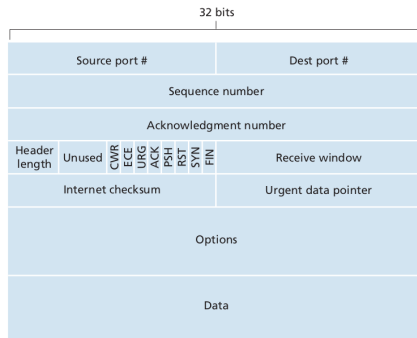 32 bits
Source port # Dest port #
Sequence number
Acknowledgment number
Header length Unused CWR ECE URG ACK PSH RST SYN FIN Receive window
Internet checksum Urgent data pointer
Options
Data